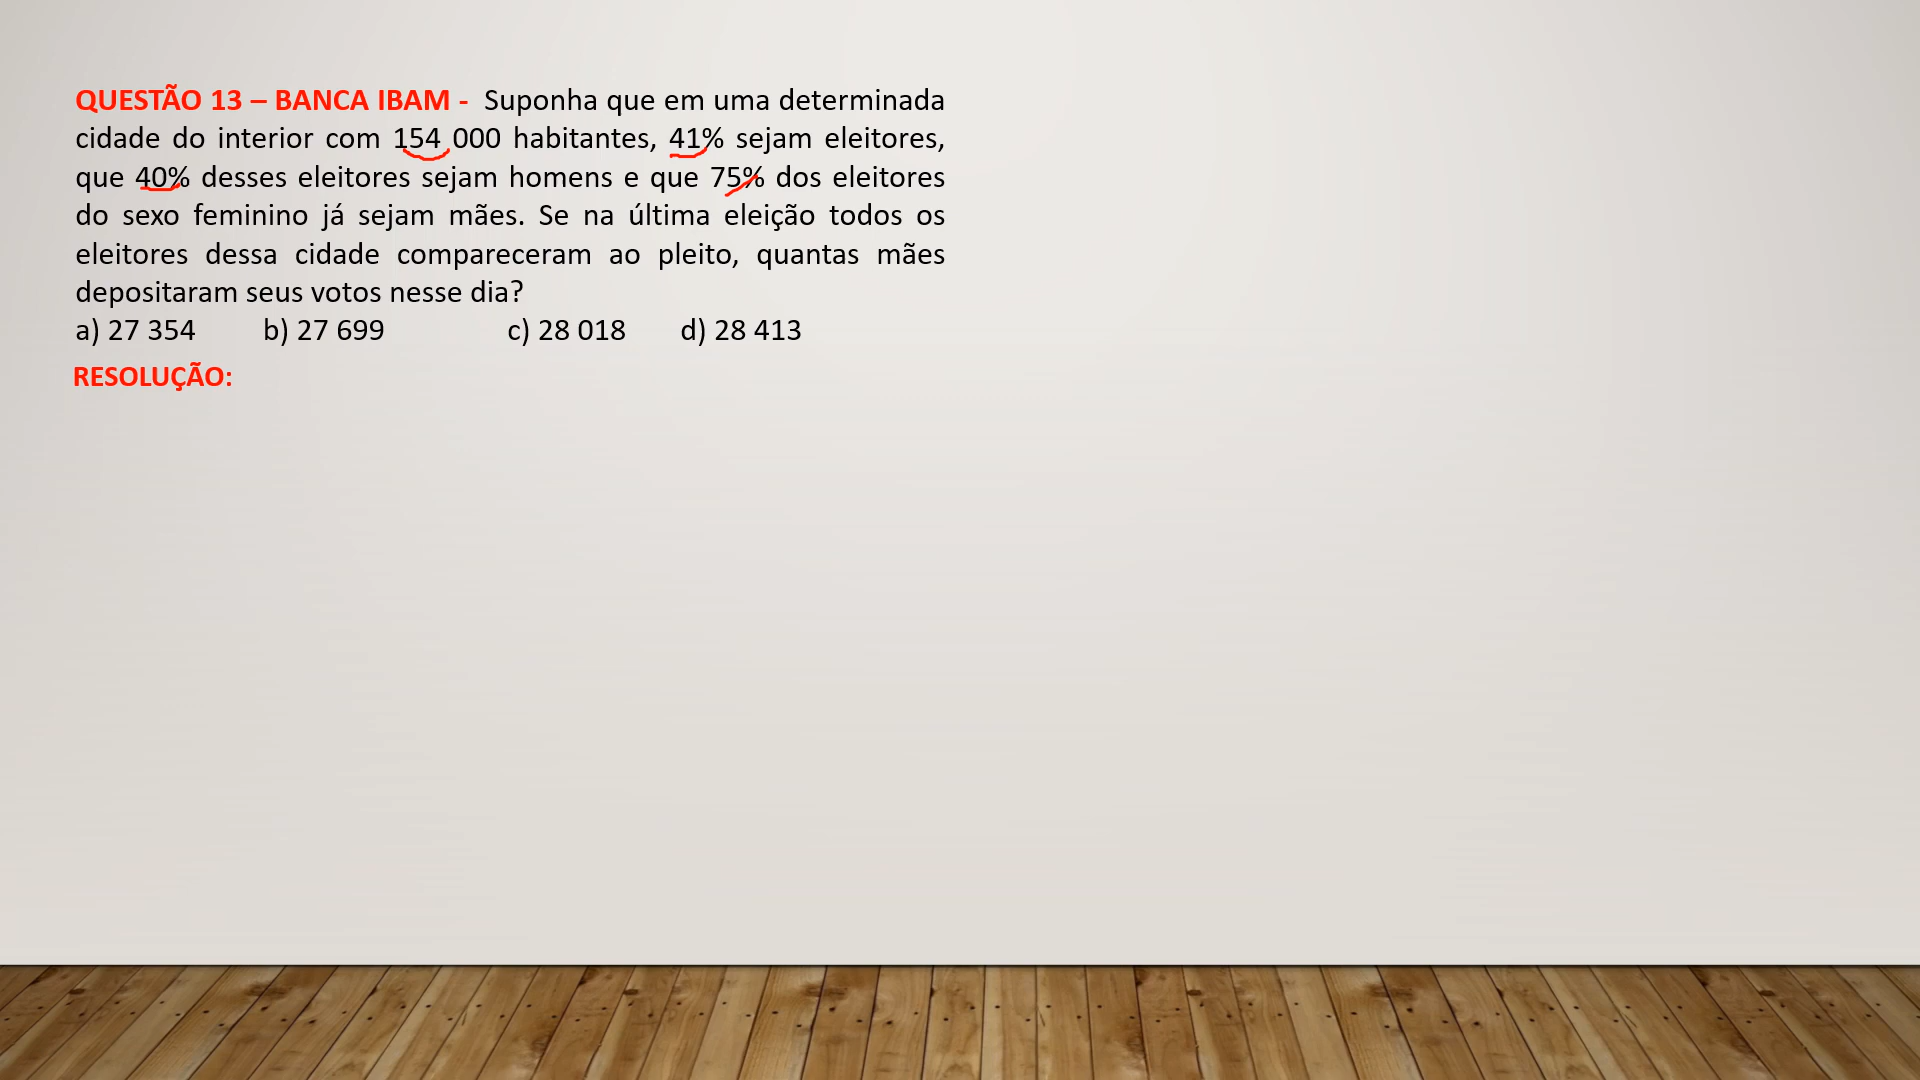 QUESTÃO 13 – BANCA IBAM - Suponha que em uma determinada
cidade do interior com 154 000 habitantes, 41% sejam eleitores,
que 40% desses eleitores sejam homens e que 75% dos eleitores
do sexo feminino já sejam mães. Se na última eleição todos os
eleitores dessa cidade compareceram ao pleito, quantas mães
depositaram seus votos nesse dia?
a) 27 354 b) 27 699 c) 28 018 d) 28 413
RESOLUÇÃO: